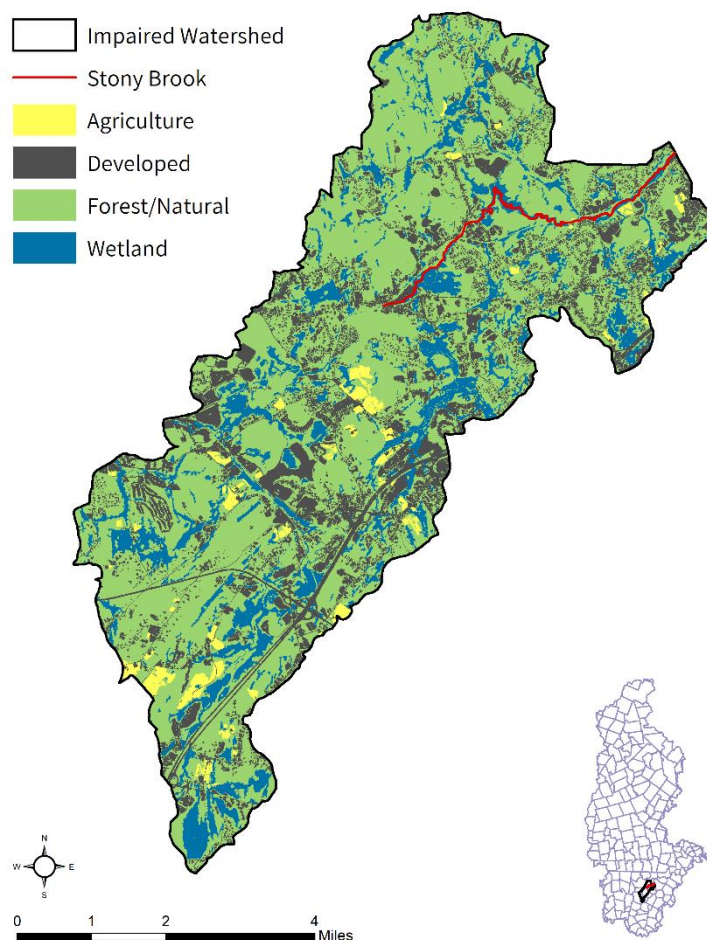 Impaired Watershed
Stony Brook
Agriculture
Developed
Forest/Natural
Wetland
N
W E
S
0 1 2 4
Miles